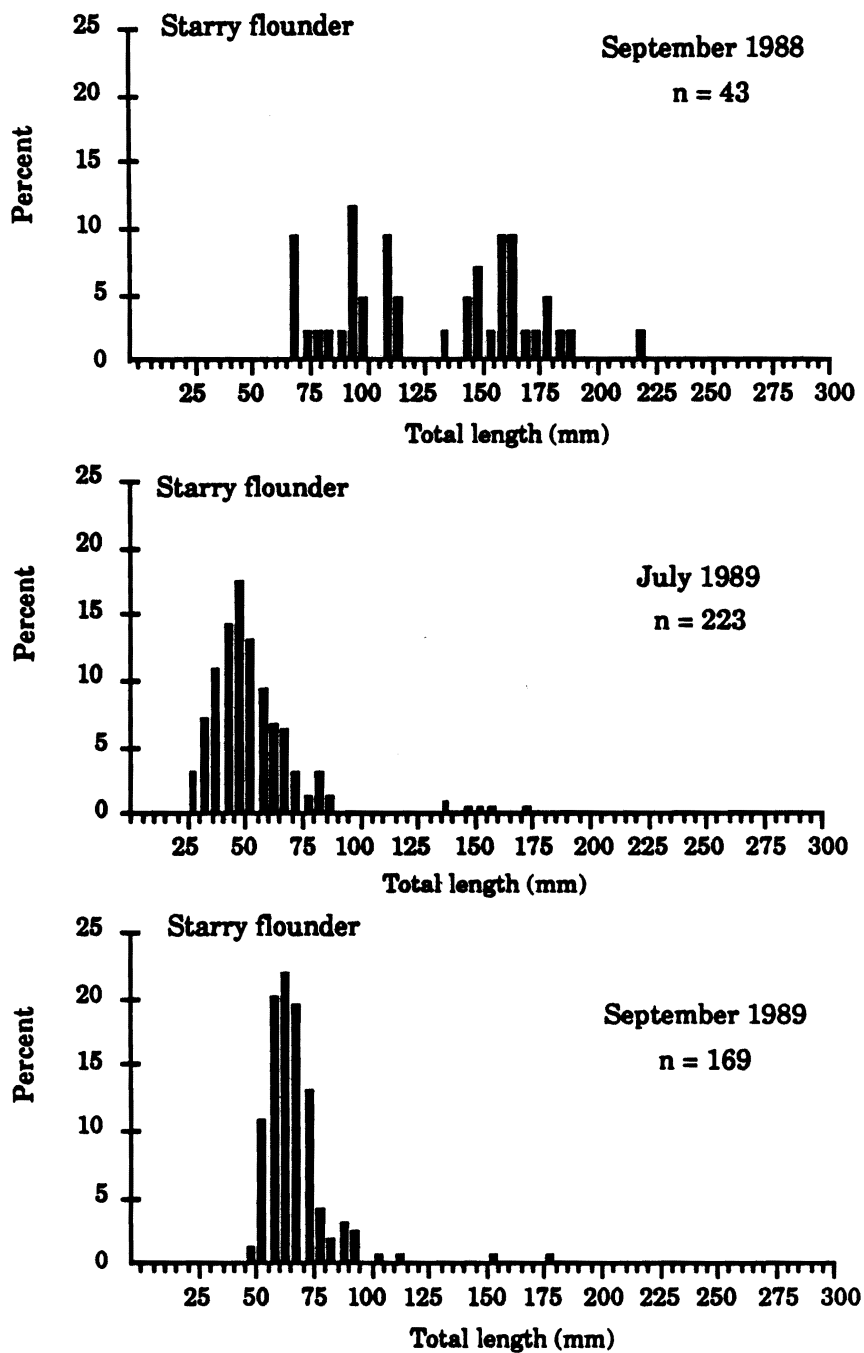 Starry flounder
September 1988
n = 43
25
20
15
10
5
0
Percent
25 50 75 100 125 150 175 200 225 250 275 300
Total length (mm)
Starry flounder
July 1989
n = 223
25
20
15
10
5
0
Percent
25 50 75 100 125 150 175 200 225 250 275 300
Total length (mm)
Starry flounder
September 1989
n = 169
25
20
15
10
5
0
Percent
25 50 75 100 125 150 175 200 225 250 275 300
Total length (mm)